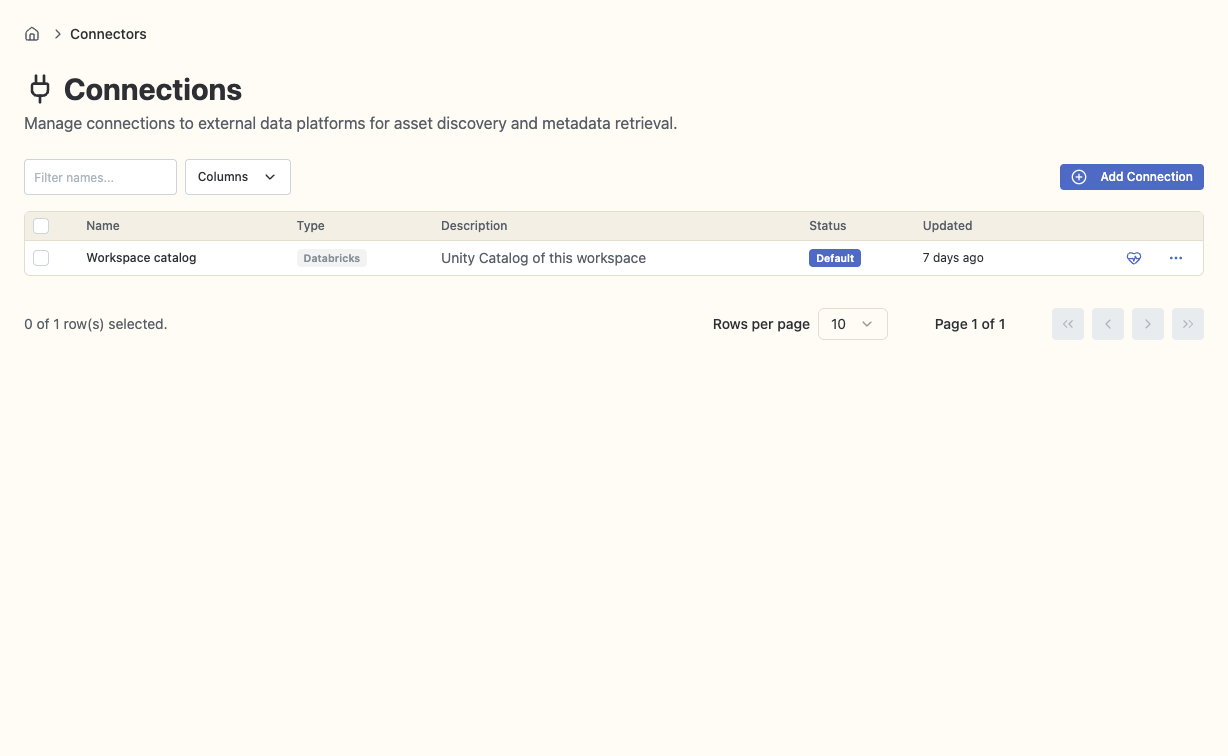 Connectors
Connections
Manage connections to external data platforms for asset discovery and metadata retrieval.
Filter names...
Columns
Add Connection
Name Type Description Status Updated
Workspace catalog Databricks Unity Catalog of this workspace Default 7 days ago
0 of 1 row(s) selected. Rows per page 10 Page 1 of 1